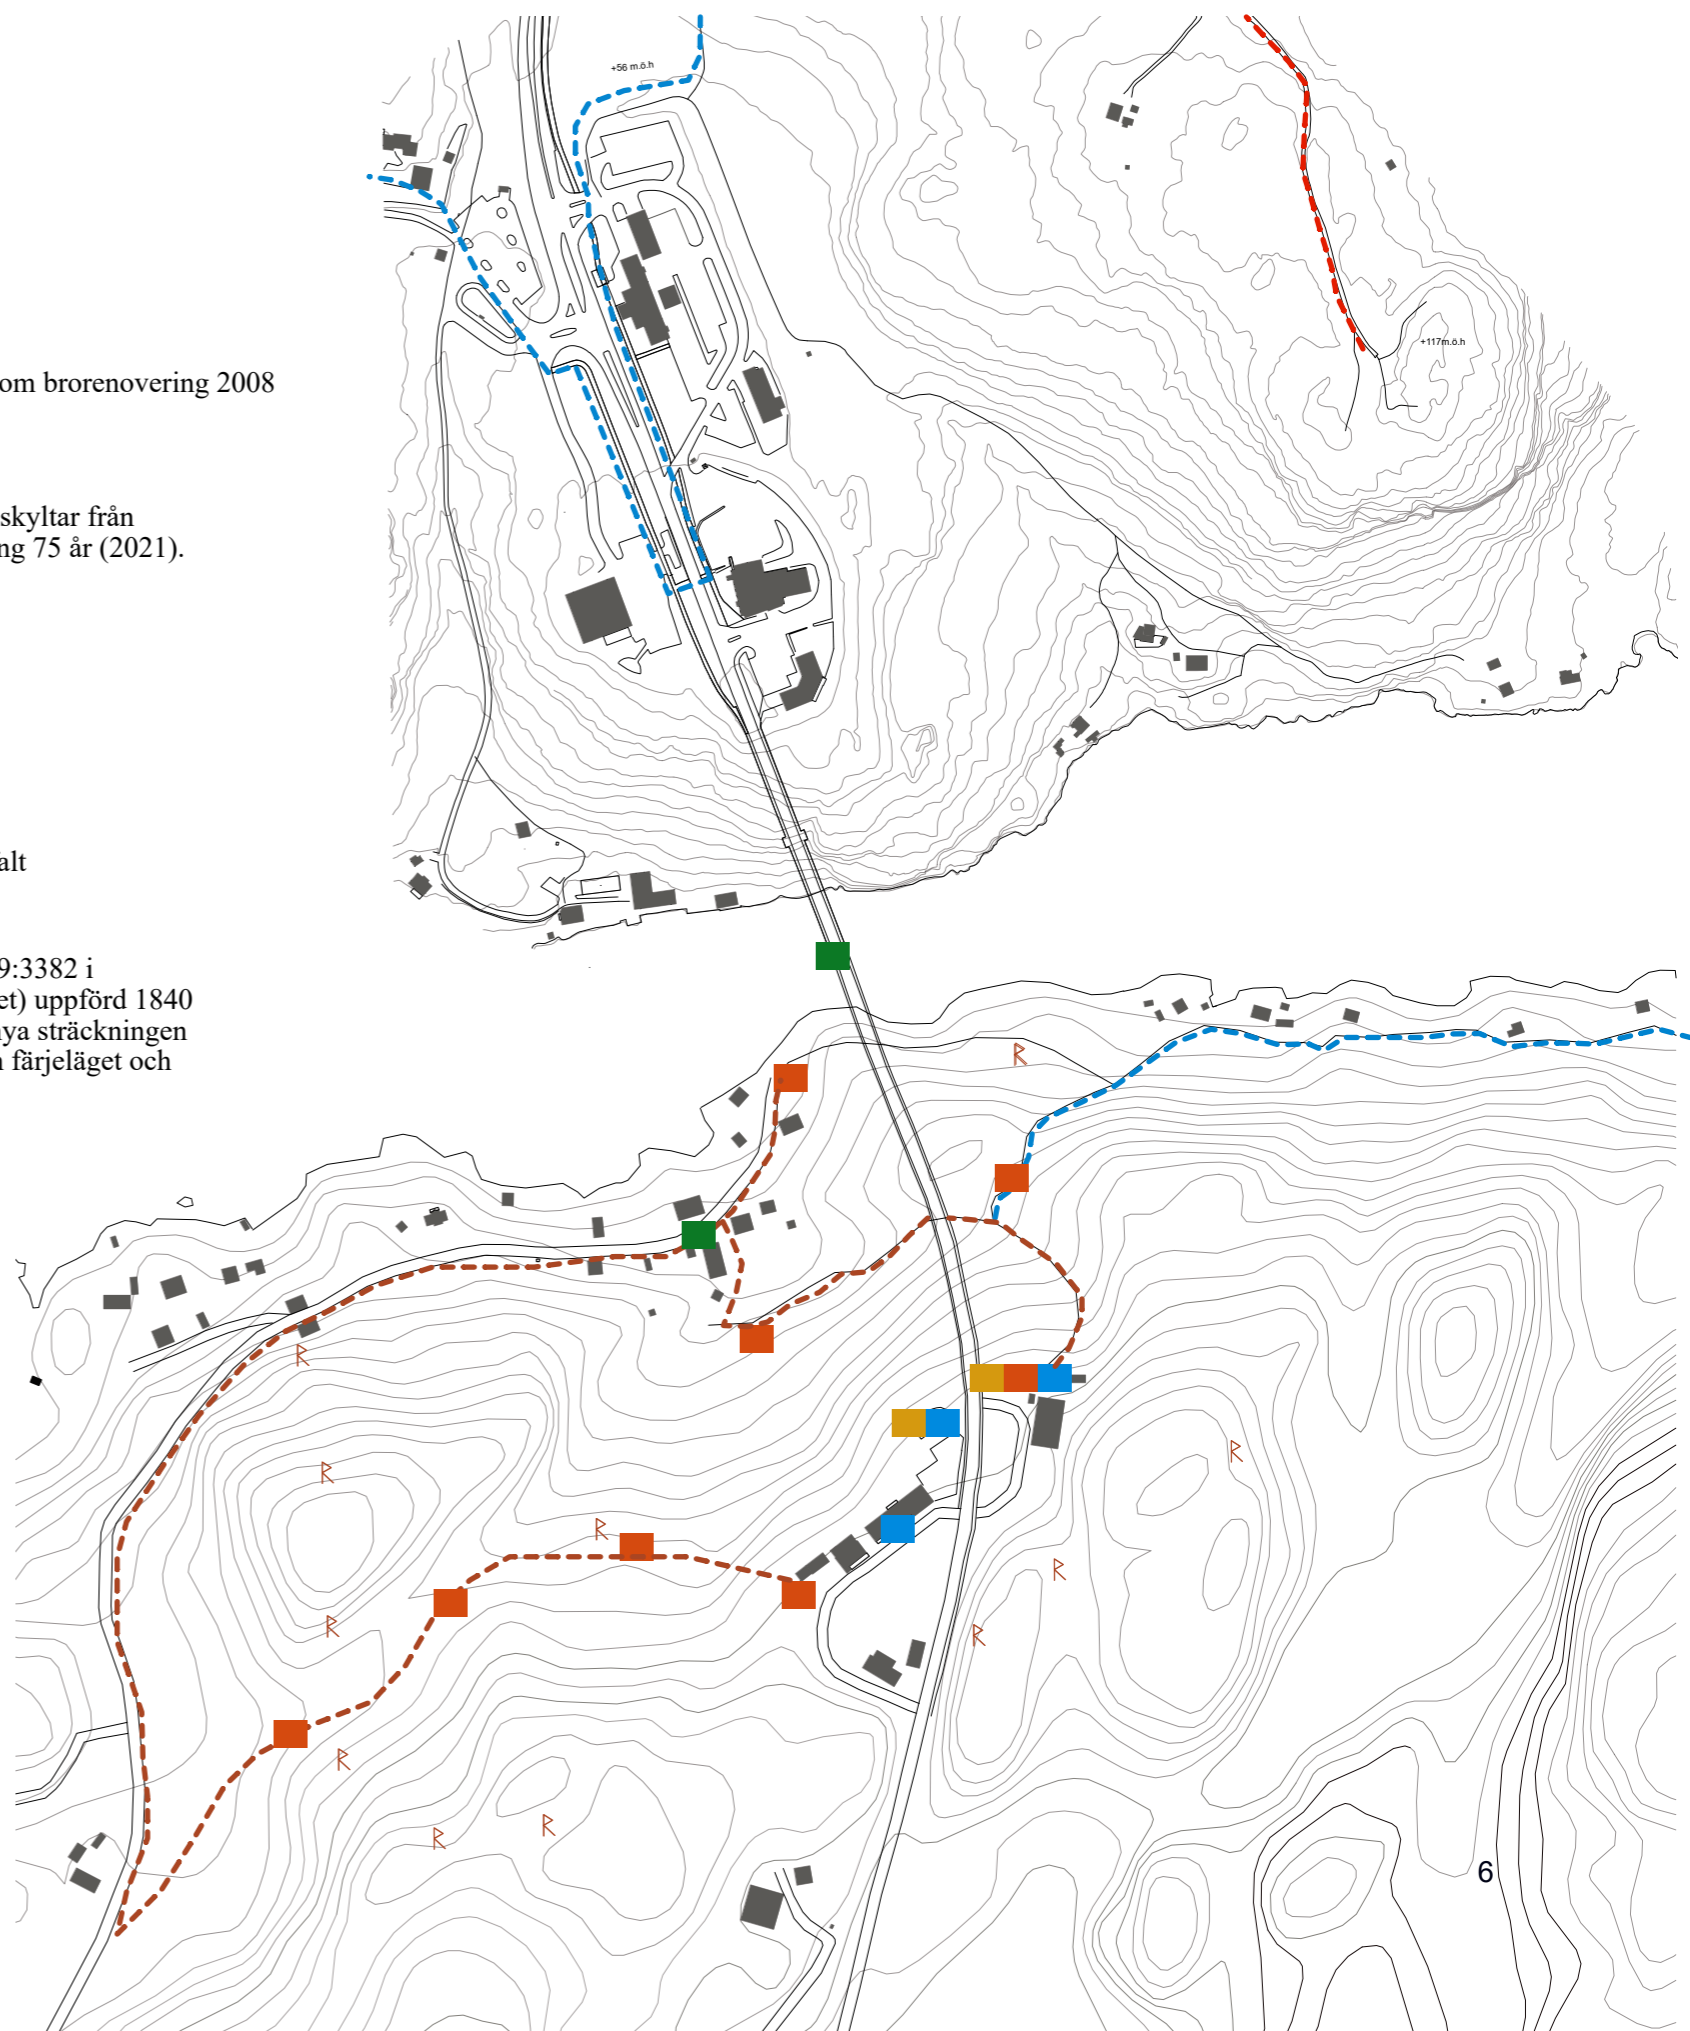 +56 m.ö.h
+117m.ö.h
om brorenovering 2008
skyltar från
ng 75 år (2021).
alt
9:3382 i
et) uppförd 1840
nya sträckningen
n färjeläget och
R
R
R
R
R
R
R
R
R
R
R
6